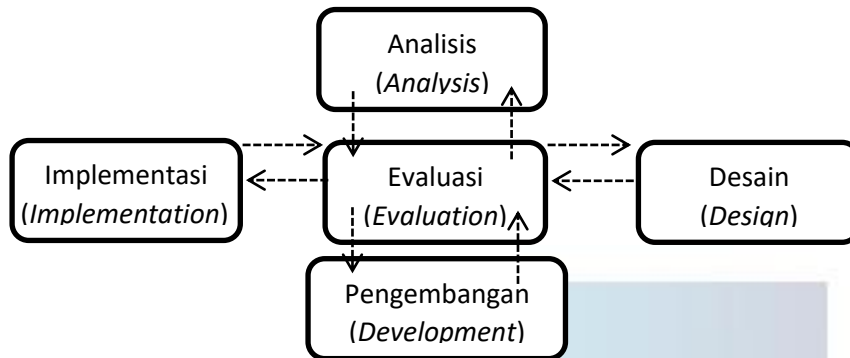 Analisis
(Analysis)
Implementasi
(Implementation)
Evaluasi
(Evaluation)
Desain
(Design)
Pengembangan
(Development)